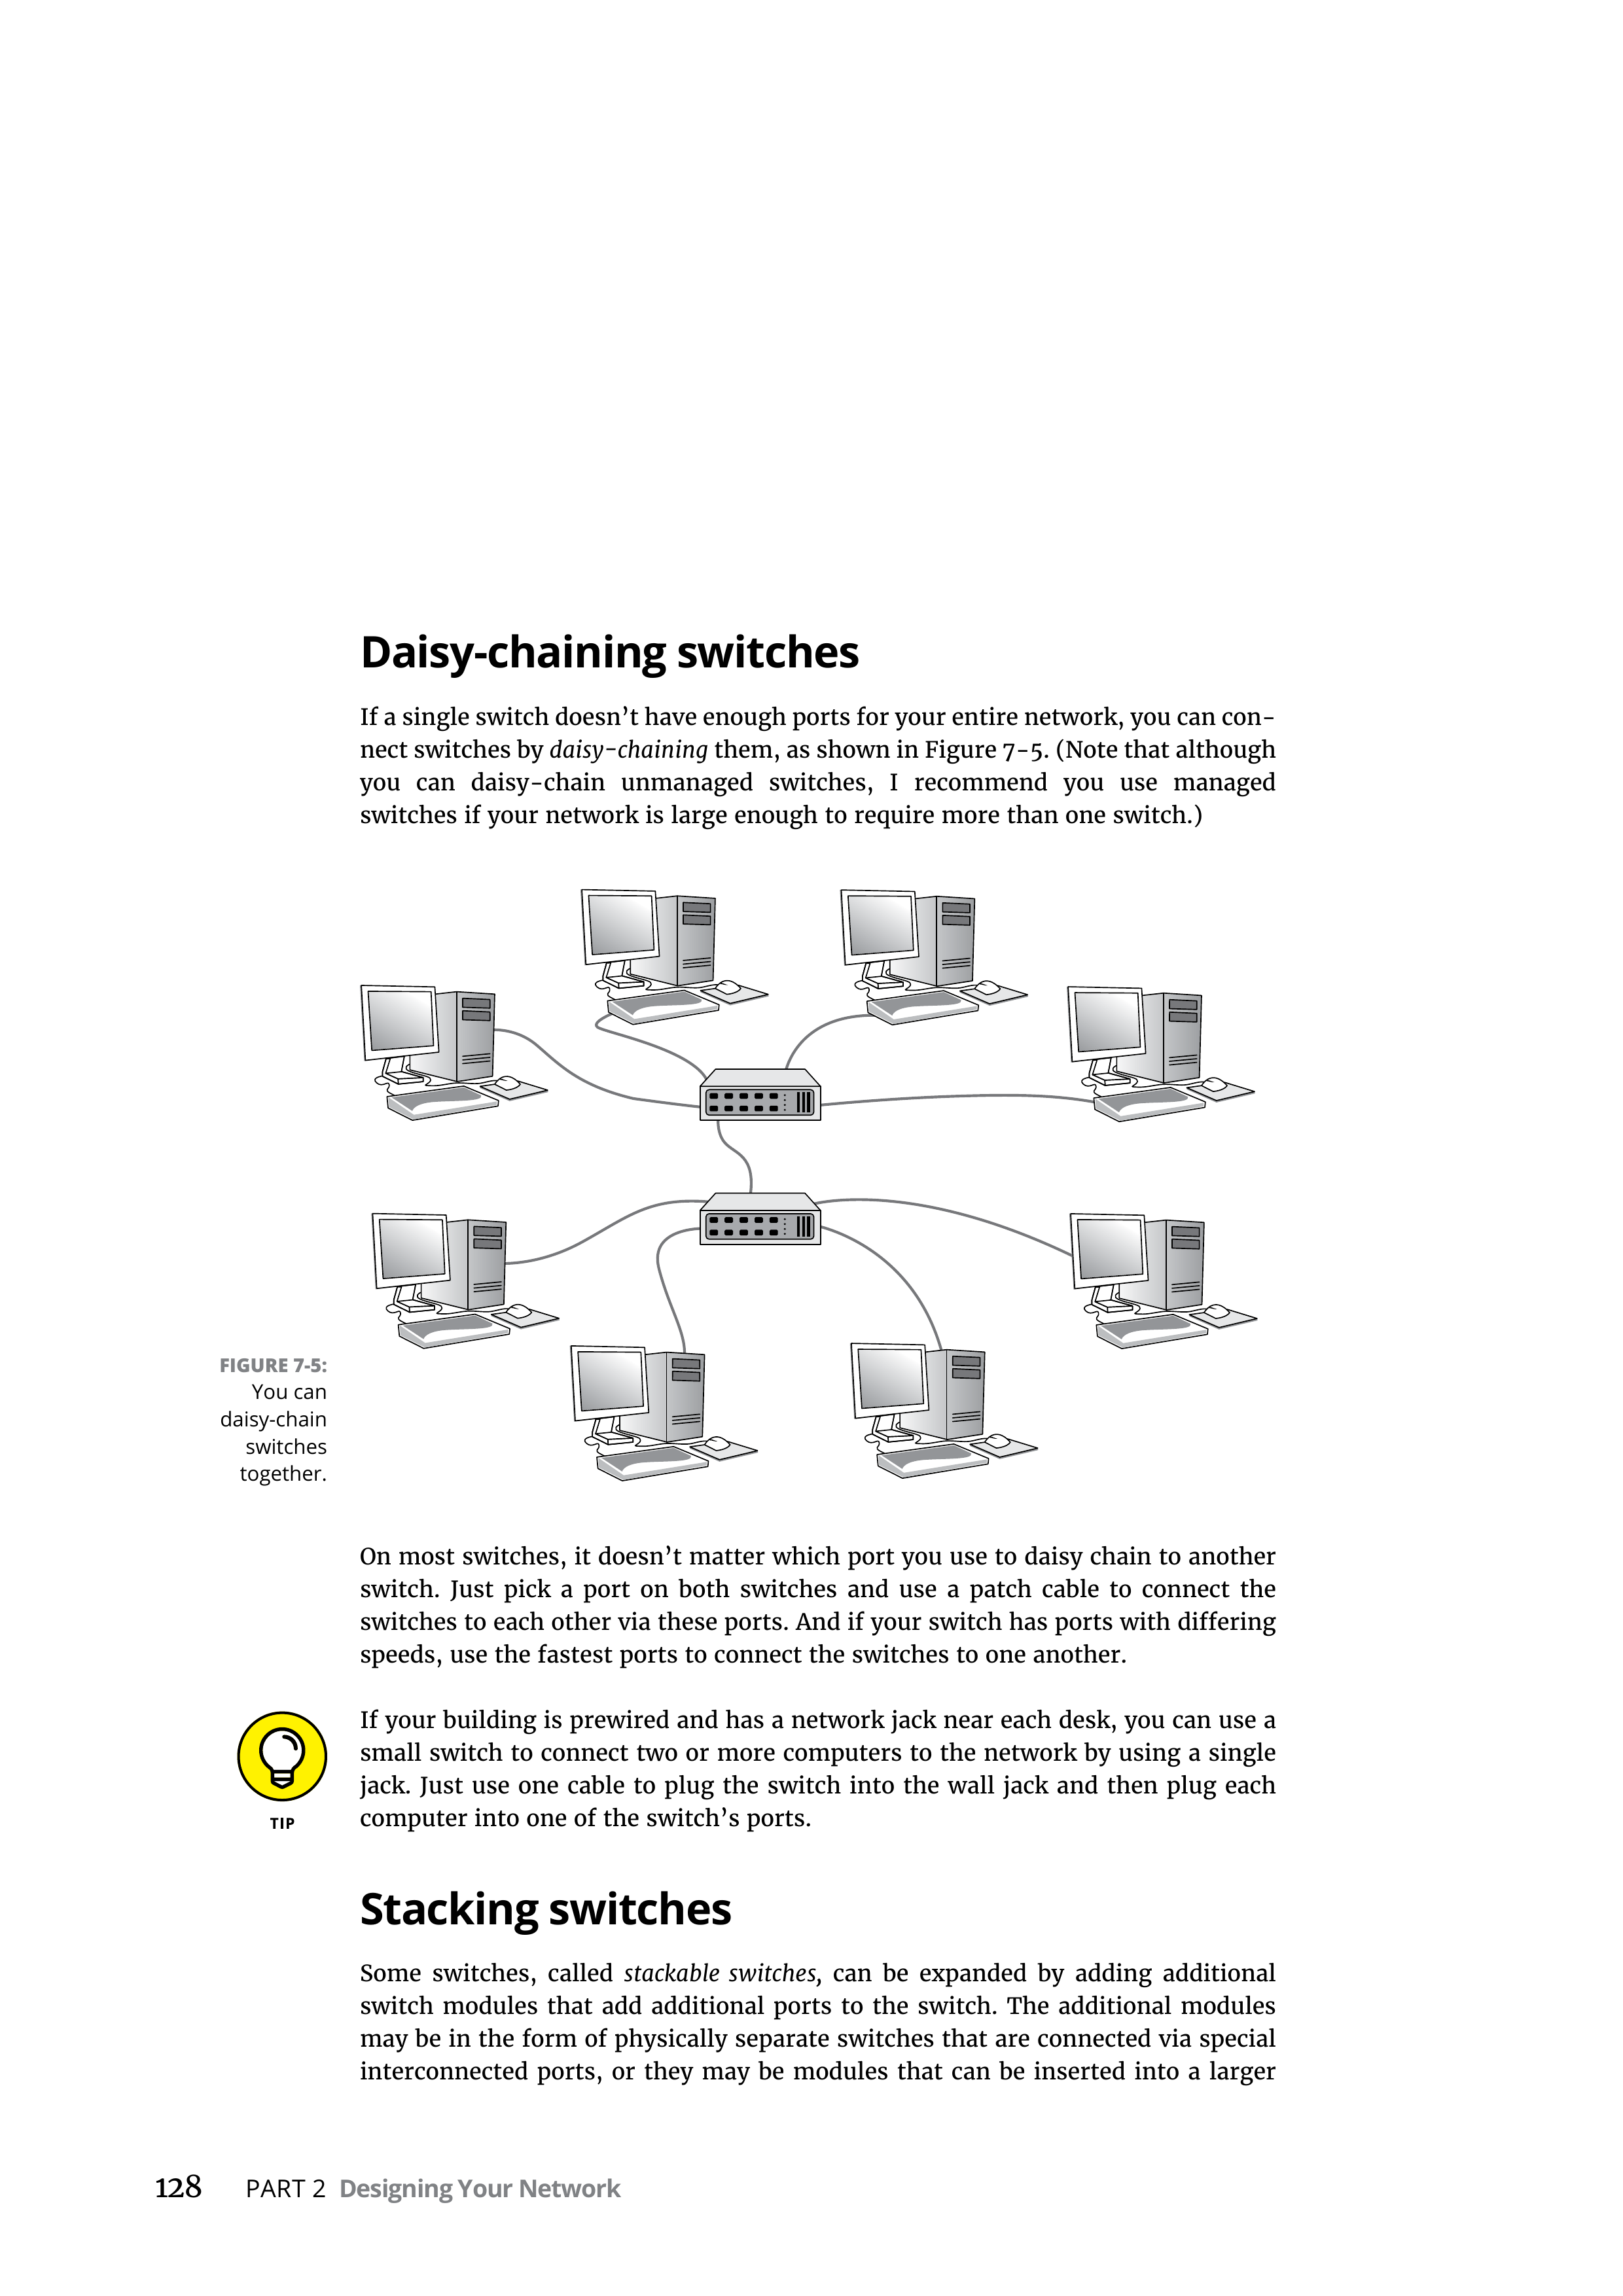 Daisy-chaining switches
If a single switch doesn’t have enough ports for your entire network, you can con-
nect switches by daisy-chaining them, as shown in Figure 7-5. (Note that although
you can daisy-chain unmanaged switches, I recommend you use managed
switches if your network is large enough to require more than one switch.)
FIGURE 7-5:
You can
daisy-chain
switches
together.
On most switches, it doesn’t matter which port you use to daisy chain to another
switch. Just pick a port on both switches and use a patch cable to connect the
switches to each other via these ports. And if your switch has ports with differing
speeds, use the fastest ports to connect the switches to one another.
TIP
If your building is prewired and has a network jack near each desk, you can use a
small switch to connect two or more computers to the network by using a single
jack. Just use one cable to plug the switch into the wall jack and then plug each
computer into one of the switch’s ports.
Stacking switches
Some switches, called stackable switches, can be expanded by adding additional
switch modules that add additional ports to the switch. The additional modules
may be in the form of physically separate switches that are connected via special
interconnected ports, or they may be modules that can be inserted into a larger
128 PART 2 Designing Your Network